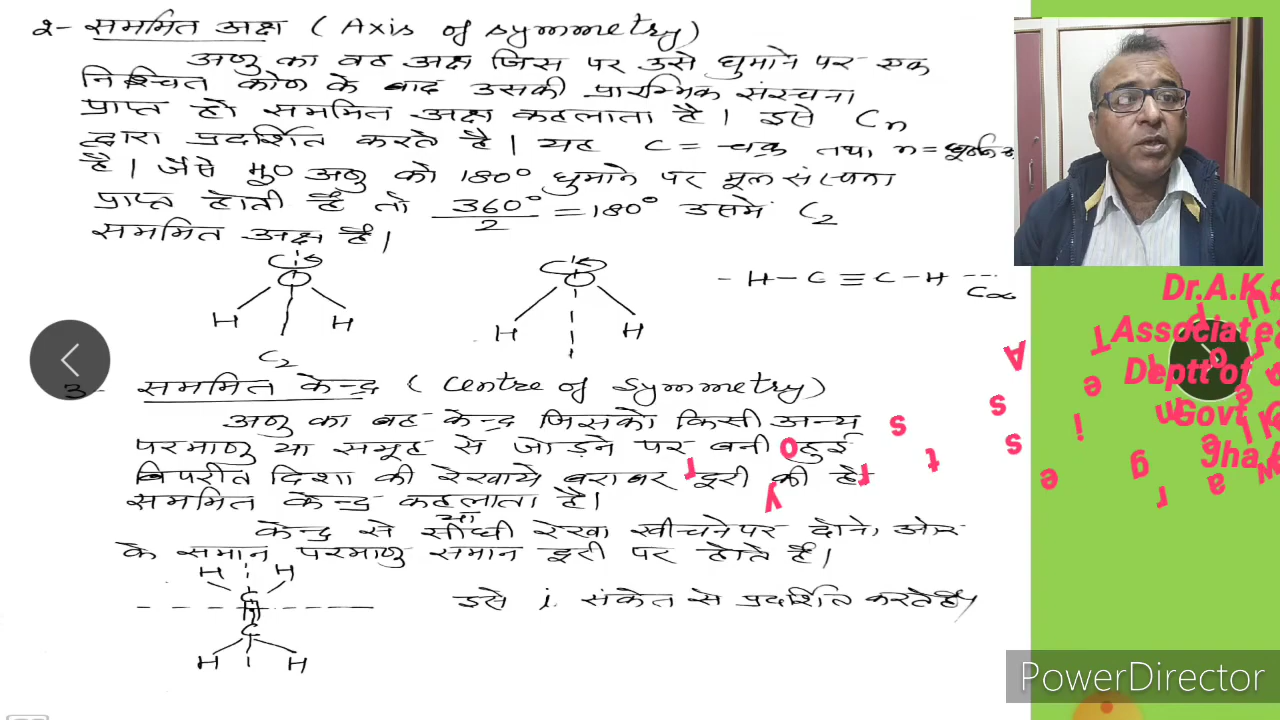 2- सममित अक्ष (Axis of Symmetry)
अणु का वह अक्ष जिस पर उसे घुमाने पर एक
निश्चित कोण के बाद उसकी प्रारम्भिक संरचना
प्राप्त हो सममित अक्ष कहलाता है। इसे Cn
द्वारा प्रदर्शित करते है। यह C = चक्र तथा n =
है। जैसे अणु को 180° घुमाने पर मूल संरचना
प्राप्त होती है तो 360°/2 = 180° उसमें C2
सममित अक्ष है।
O O - H-C≡C-H ---
C∞
H H H H
C2
3- सममित केन्द्र (Centre of Symmetry)
अणु का वह केन्द्र जिसको किसी अन्य
परमाणु या समूह से जोड़ने पर बनी हुई
विपरीत दिशा की रेखाये बराबर दूरी की है
सममित केन्द्र कहलाता है।
या
केन्द्र से सीधी रेखा खीचने पर दोनो ओर
के समान परमाणु समान दूरी पर होते है।
H H
C
C
H H
इसे i संकेत से प्रदर्शित करते है।
Dr.A.K
Associate
Deptt of
Govt
Jha
PowerDirector